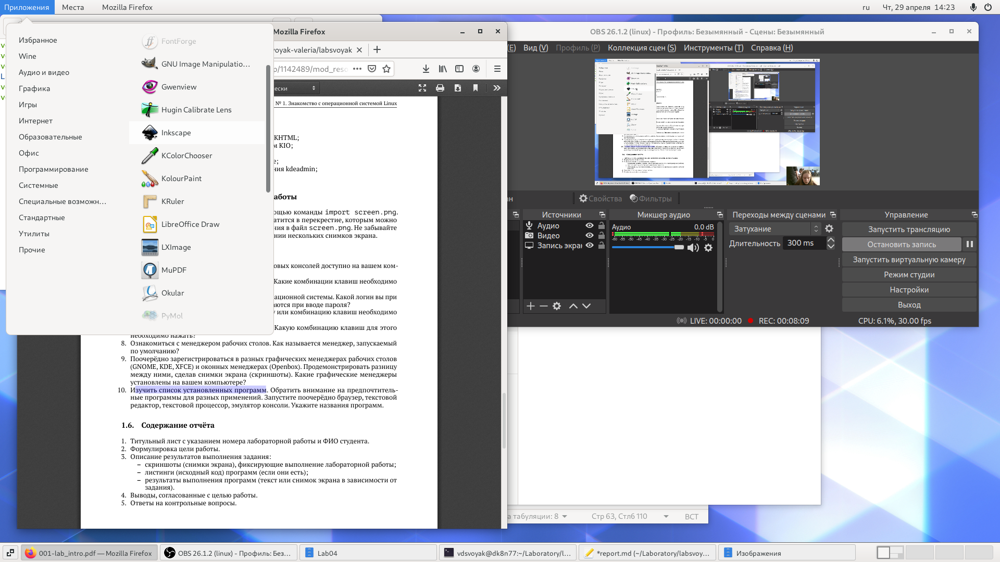 Приложения
Места
Mozilla Firefox
ru
Чт, 29 апреля 14:23
Избранное
Wine
Аудио и видео
Графика
Игры
Интернет
Образовательные
Офис
Программирование
Системные
Специальные возможн…
Стандартные
Утилиты
Прочие
FontForge
GNU Image Manipulatio…
Gwenview
Hugin Calibrate Lens
Inkscape
KColorChooser
KolourPaint
KRuler
LibreOffice Draw
LXImage
MuPDF
Okular
PyMol
Mozilla Firefox
voyak-valeria/labsvoyak
/1142489/mod_reso
ески
№ 1. Знакомство с операционной системой Linux
KHTML;
м KIO;
е;
ния kdeadmin;
аботы
ощью команды import screen.png.
ратится в перекрестие, которым можно
ния в файл screen.png. Не забывайте
нии нескольких снимков экрана.
овых консолей доступно на вашем ком-
Какие комбинации клавиш необходимо
ационной системы. Какой логин вы при
аются при вводе пароля?
или комбинацию клавиш необходимо
Какую комбинацию клавиш для этого
необходимо нажать?
8. Ознакомиться с менеджером рабочих столов. Как называется менеджер, запускаемый
по умолчанию?
9. Поочерёдно зарегистрироваться в разных графических менеджерах рабочих столов
(GNOME, KDE, XFCE) и оконных менеджерах (Openbox). Продемонстрировать разницу
между ними, сделав снимки экрана (скриншоты). Какие графические менеджеры
установлены на вашем компьютере?
10. Изучить список установленных программ. Обратить внимание на предпочтитель-
ные программы для разных применений. Запустите поочерёдно браузер, текстовой
редактор, текстовой процессор, эмулятор консоли. Укажите названия программ.
1.6. Содержание отчёта
1. Титульный лист с указанием номера лабораторной работы и ФИО студента.
2. Формулировка цели работы.
3. Описание результатов выполнения задания:
– скриншоты (снимки экрана), фиксирующие выполнение лабораторной работы;
– листинги (исходный код) программ (если они есть);
– результаты выполнения программ (текст или снимок экрана в зависимости от
задания).
4. Выводы, согласованные с целью работы.
5. Ответы на контрольные вопросы.
OBS 26.1.2 (linux) - Профиль: Безымянный - Сцены: Безымянный
(E)
Вид (V)
Профиль (P)
Коллекция сцен (S)
Инструменты (T)
Справка (H)
ан
Свойства
Фильтры
Источники
Аудио
Видео
Запись экран
Микшер аудио
Аудио
0.0 dB
-60 -55 -50 -45 -40 -35 -30 -25 -20 -15 -10 -5 0
Переходы между сценами
Затухание
Длительность
300 ms
Управление
Запустить трансляцию
Остановить запись
Запустить виртуальную камеру
Режим студии
Настройки
Выход
LIVE: 00:00:00
REC: 00:08:09
CPU: 6.1%, 30.00 fps
а табуляции: 8
Стр 63, Стлб 110
ВСТ
001-lab_intro.pdf — Mozilla Firefox
OBS 26.1.2 (linux) - Профиль: Без…
Lab04
vdsvoyak@dk8n77:~/Laboratory/l…
*report.md (~/Laboratory/labsvoy…
Изображения